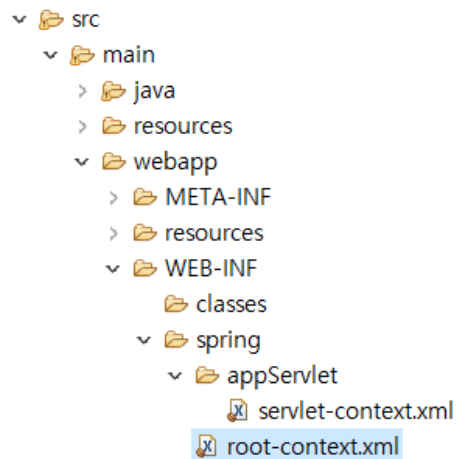 src
main
java
resources
webapp
META-INF
resources
WEB-INF
classes
spring
appServlet
servlet-context.xml
root-context.xml